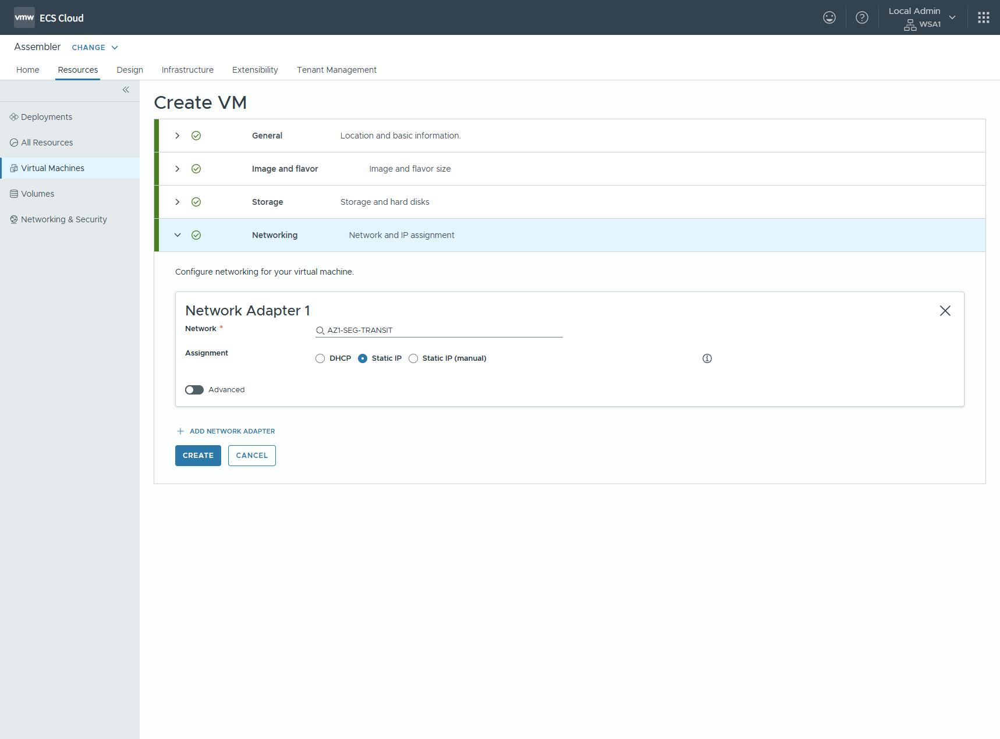 vmw ECS Cloud
Local Admin
WSA1
Assembler CHANGE
Home Resources Design Infrastructure Extensibility Tenant Management
Deployments
All Resources
Virtual Machines
Volumes
Networking & Security
Create VM
General Location and basic information.
Image and flavor Image and flavor size
Storage Storage and hard disks
Networking Network and IP assignment
Configure networking for your virtual machine.
Network Adapter 1
Network * AZ1-SEG-TRANSIT
Assignment DHCP Static IP Static IP (manual)
Advanced
ADD NETWORK ADAPTER
CREATE CANCEL